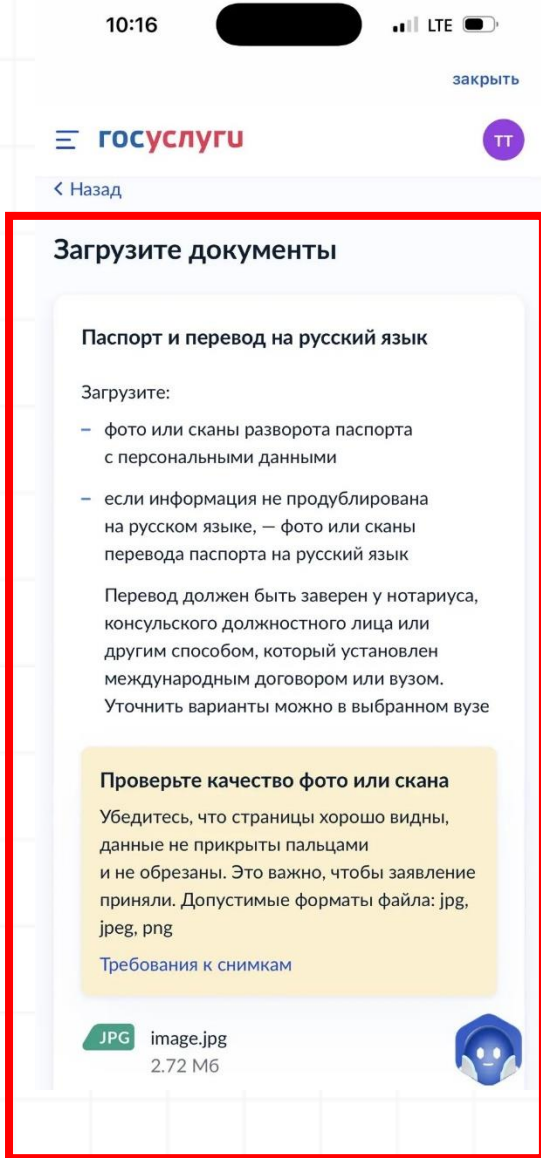 10:16
LTE
закрыть
госуслуги
ТТ
Назад
Загрузите документы
Паспорт и перевод на русский язык
Загрузите:
– фото или сканы разворота паспорта
с персональными данными
– если информация не продублирована
на русском языке, — фото или сканы
перевода паспорта на русский язык
Перевод должен быть заверен у нотариуса,
консульского должностного лица или
другим способом, который установлен
международным договором или вузом.
Уточнить варианты можно в выбранном вузе
Проверьте качество фото или скана
Убедитесь, что страницы хорошо видны,
данные не прикрыты пальцами
и не обрезаны. Это важно, чтобы заявление
приняли. Допустимые форматы файла: jpg,
jpeg, png
Требования к снимкам
JPG image.jpg
2.72 Мб